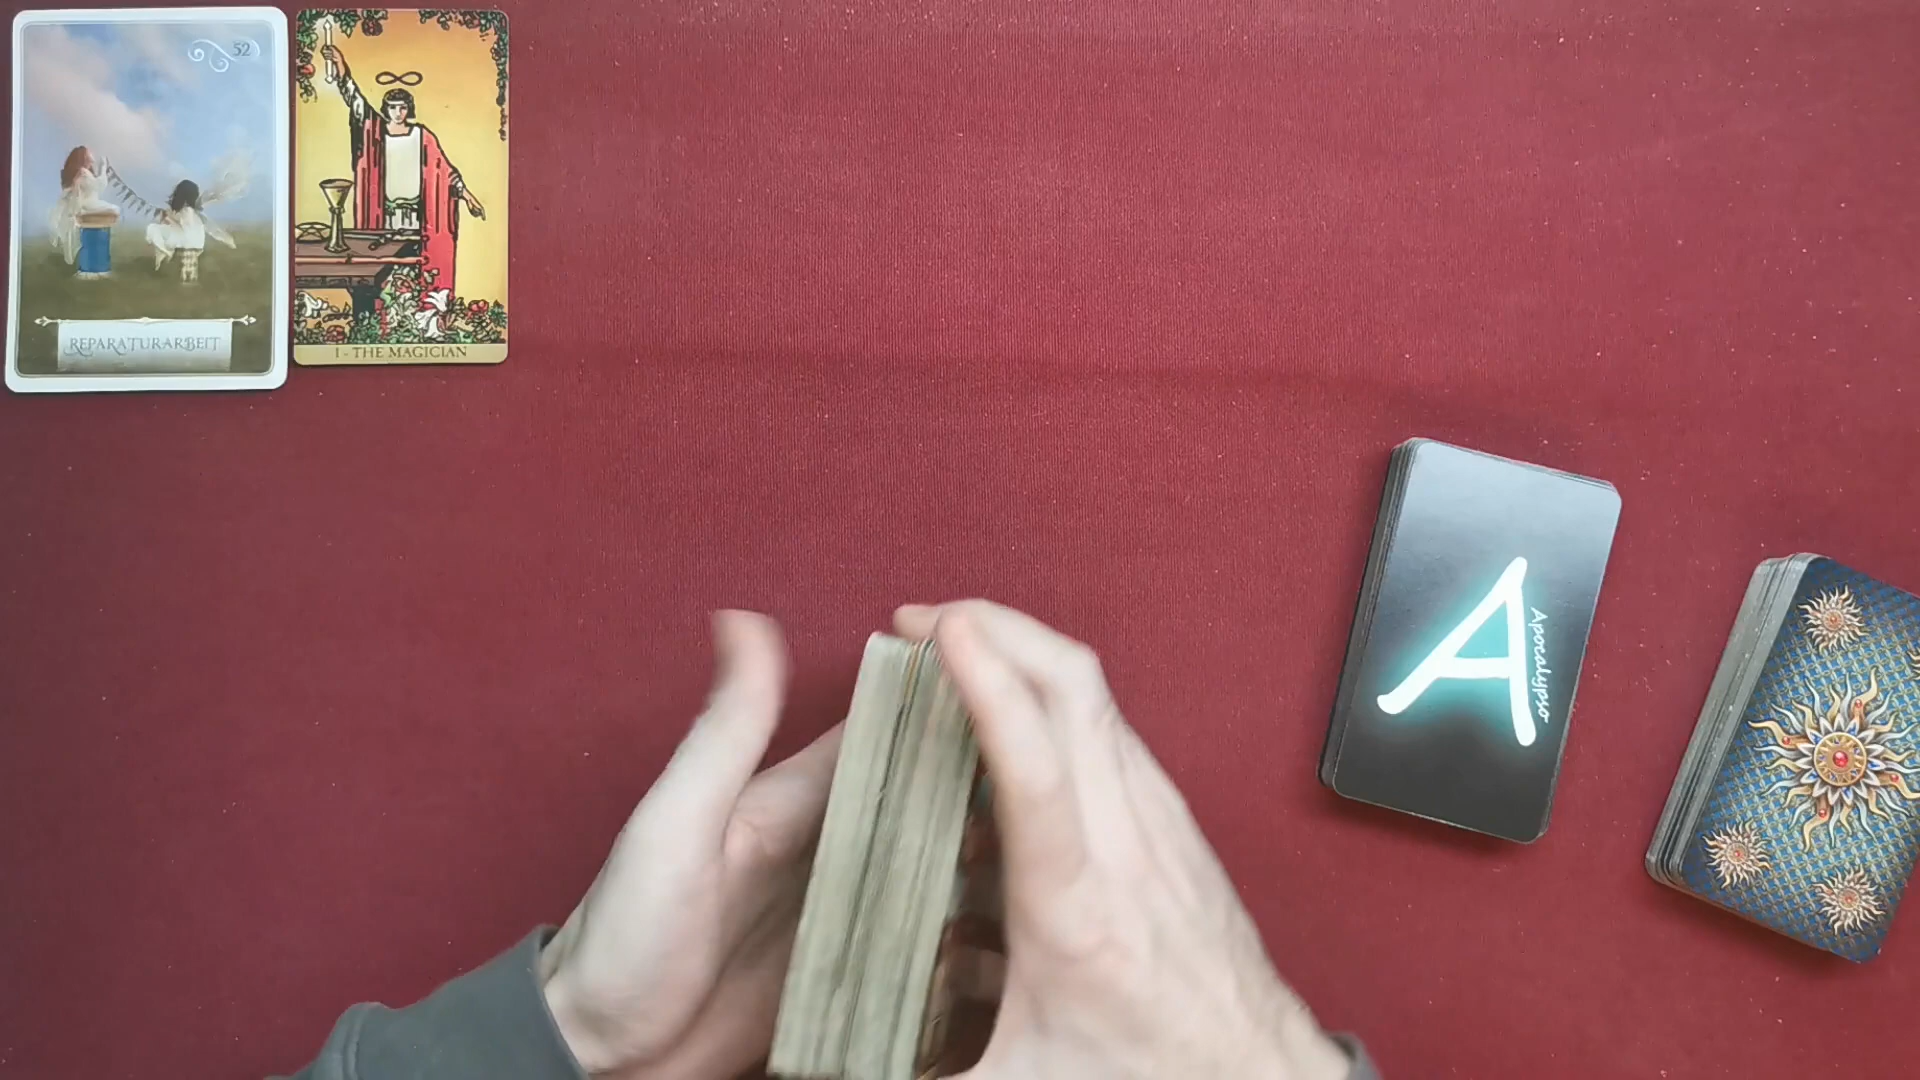 52
REPARATURARBEIT
I - THE MAGICIAN
A
Apocalypso